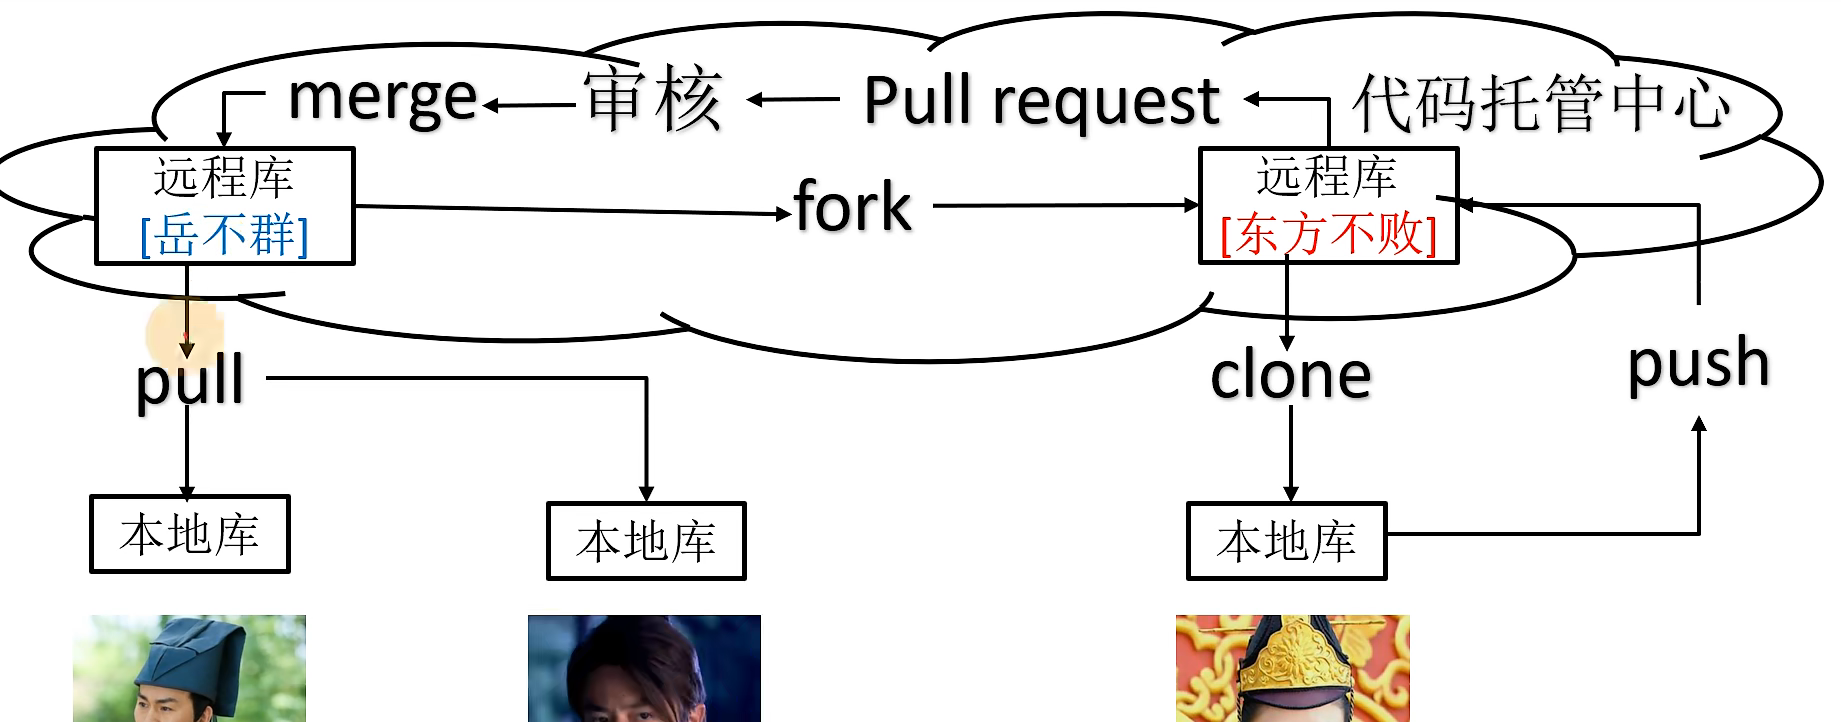 merge 审核 Pull request 代码托管中心
远程库
[岳不群]
fork
远程库
[东方不败]
pull
clone
push
本地库
本地库
本地库